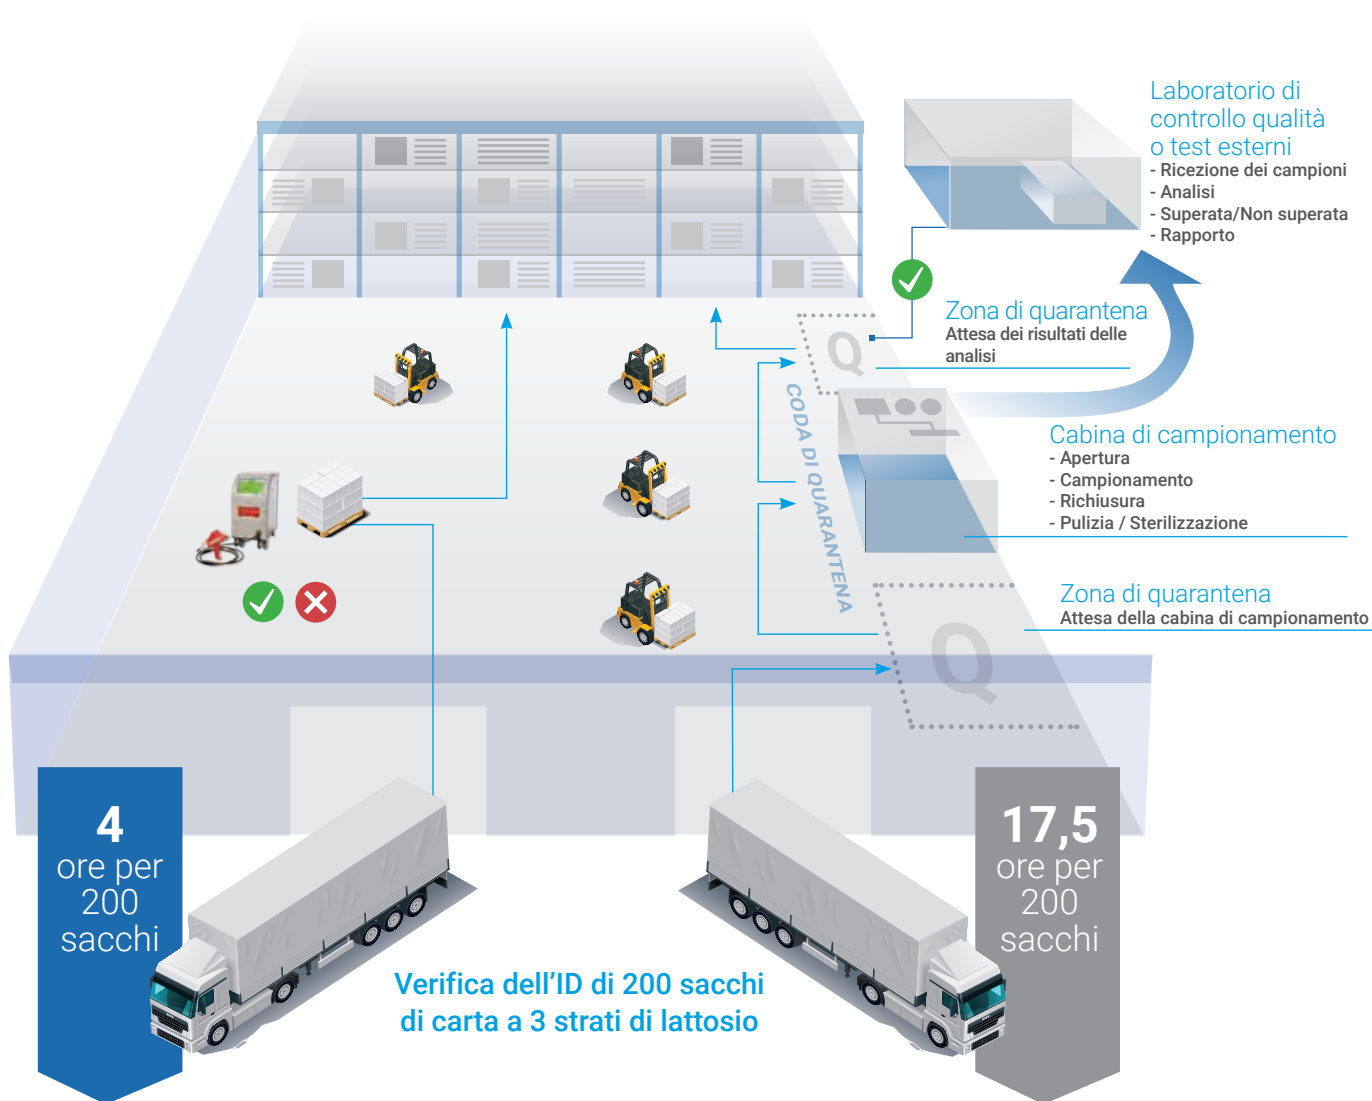 Laboratorio di
controllo qualità
o test esterni
- Ricezione dei campioni
- Analisi
- Superata/Non superata
- Rapporto
Zona di quarantena
Attesa dei risultati delle
analisi
Q
CODA DI QUARANTENA
Cabina di campionamento
- Apertura
- Campionamento
- Richiusura
- Pulizia / Sterilizzazione
Zona di quarantena
Attesa della cabina di campionamento
Q
4
ore per
200
sacchi
17,5
ore per
200
sacchi
Verifica dell'ID di 200 sacchi
di carta a 3 strati di lattosio